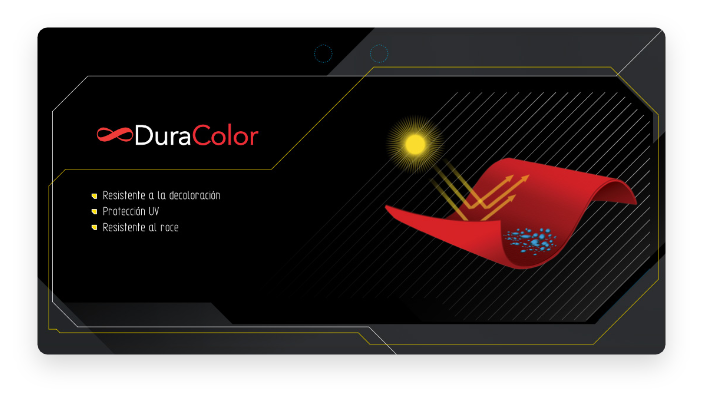 DuraColor
Resistente a la decoloración
Protección UV
Resistente al roce